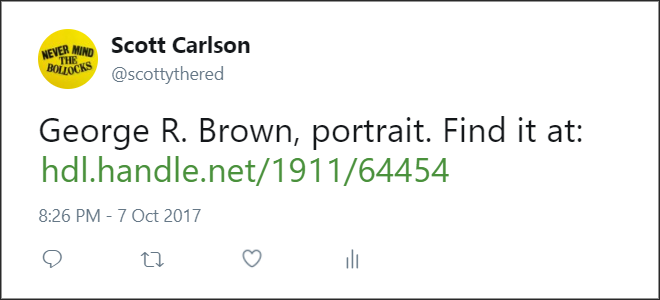 NEVER MIND
THE
BOLLOCKS
Scott Carlson
@scottythered
George R. Brown, portrait. Find it at:
hdl.handle.net/1911/64454
8:26 PM - 7 Oct 2017